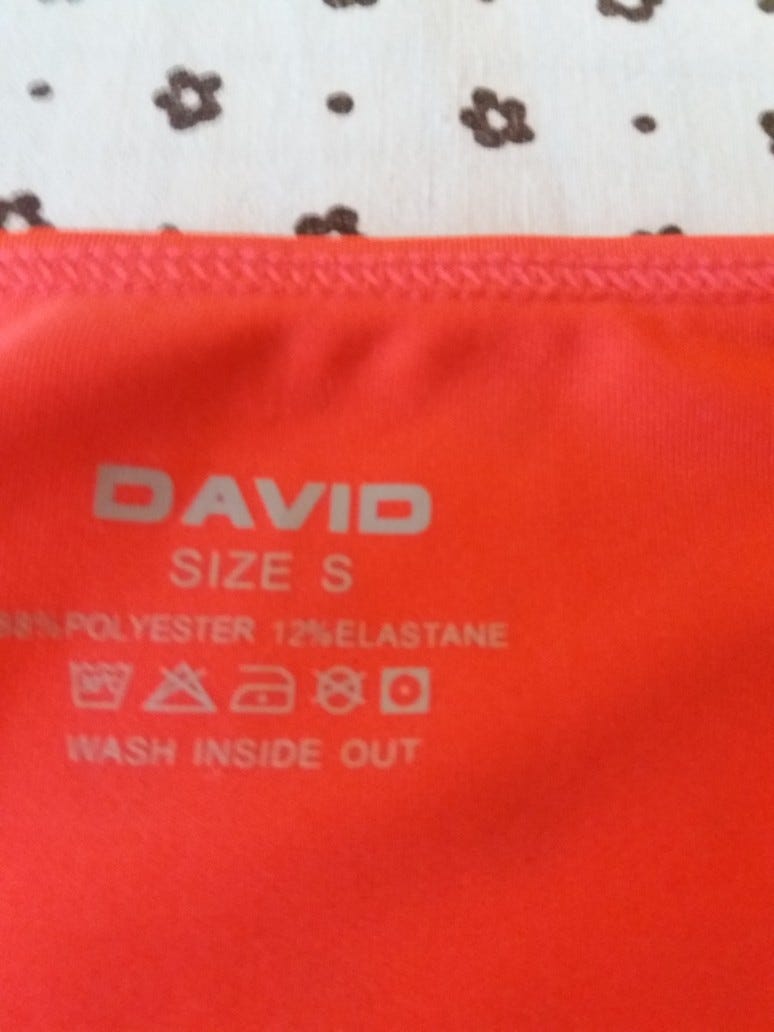 DAVID
SIZE S
88%POLYESTER 12%ELASTANE
WASH INSIDE OUT